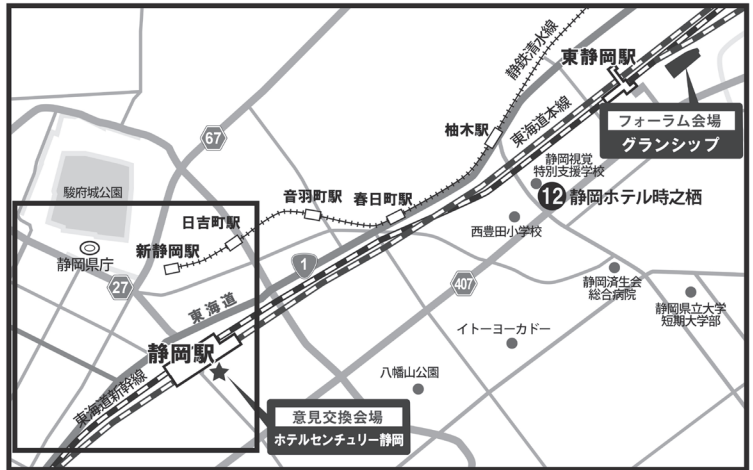 静鉄清水線
東静岡駅
フォーラム会場
グランシップ
東海道本線
柚木駅
67
静岡視覚
特別支援学校
12 静岡ホテル時之栖
駿府城公園
音羽町駅
春日町駅
西豊田小学校
日吉町駅
新静岡駅
静岡県庁
1
27
407
静岡済生会
総合病院
静岡県立大学
短期大学部
東海道
イトーヨーカドー
静岡駅
八幡山公園
東海道新幹線
意見交換会場
ホテルセンチュリー静岡